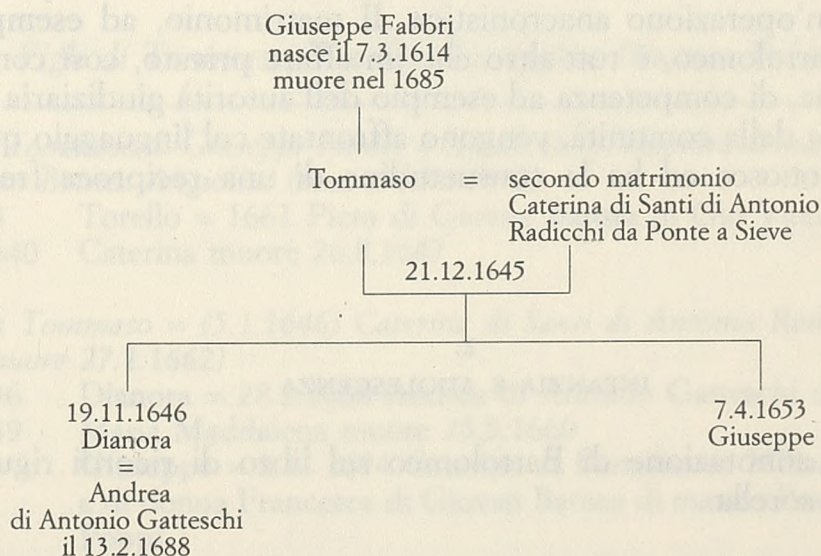 Giuseppe Fabbri
nasce il 7.3.1614
muore nel 1685
Tommaso = secondo matrimonio
Caterina di Santi di Antonio
Radicchi da Ponte a Sieve
21.12.1645
19.11.1646
Dianora
=
Andrea
di Antonio Gatteschi
il 13.2.1688
7.4.1653
Giuseppe